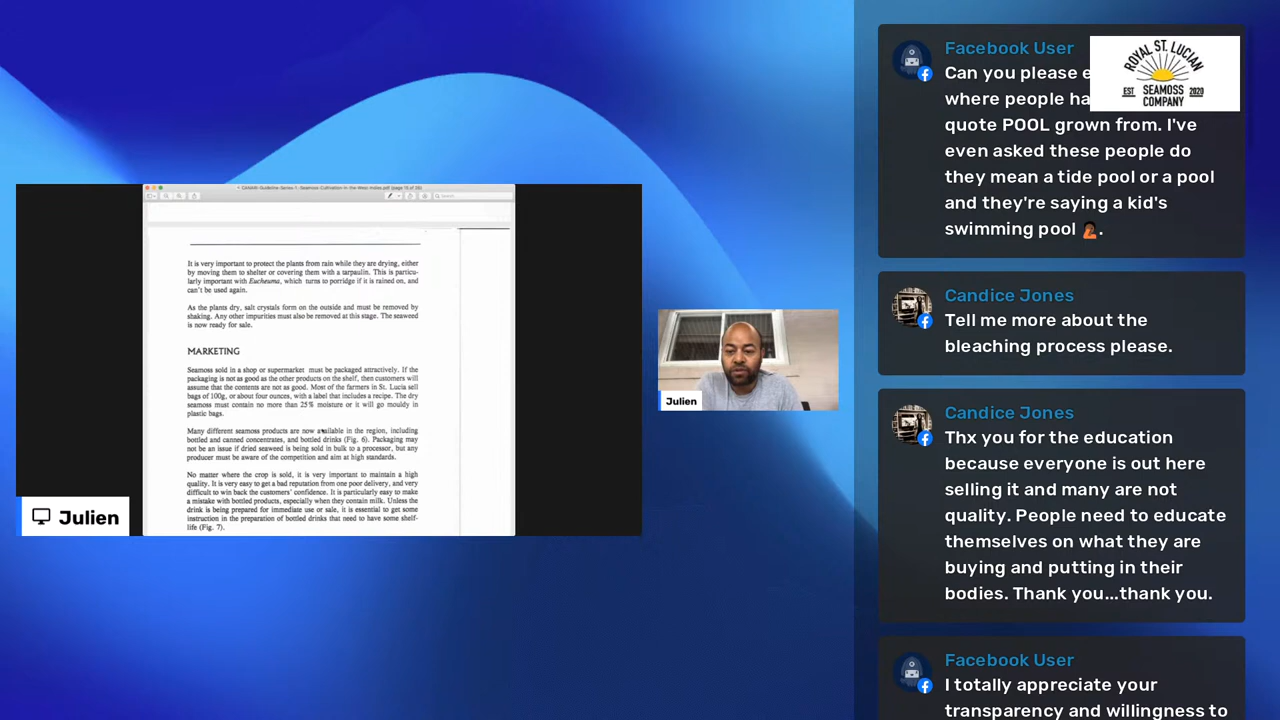 CANARI Guideline Series 1, Seamoss Cultivation in the West Indies.pdf
Search
It is very important to protect the plants from rain while they are drying, either
by moving them to shelter or covering them with a tarpaulin. This is particu-
larly important with Eucheuma, which turns to porridge if it is rained on, and
can't be used again.
As the plants dry, salt crystals form on the outside and must be removed by
shaking. Any other impurities must also be removed at this stage. The seaweed
is now ready for sale.
MARKETING
Seamoss sold in a shop or supermarket must be packaged attractively. If the
packaging is not as good as the other products on the shelf, then customers will
assume that the contents are not as good. Most of the farmers in St. Lucia sell
bags of 100g, or about four ounces, with a label that includes a recipe. The dry
seamoss must contain no more than 25% moisture or it will go mouldy in
plastic bags.
Many different seamoss products are now available in the region, including
bottled and canned concentrates, and bottled drinks (Fig. 6). Packaging may
not be an issue if dried seaweed is being sold in bulk to a processor, but any
producer must be aware of the competition and aim at high standards.
No matter where the crop is sold, it is very important to maintain a high
quality. It is very easy to get a bad reputation from one poor delivery, and very
difficult to win back the customers' confidence. It is particularly easy to make
a mistake with bottled products, especially when they contain milk. Unless the
drink is being prepared for immediate use or sale, it is essential to get some
instruction in the preparation of bottled drinks that need to have some shelf-
life (Fig. 7).
Julien
Julien
Facebook User
Can you please e
where people ha
quote POOL grown from. I've
even asked these people do
they mean a tide pool or a pool
and they're saying a kid's
swimming pool .
ROYAL ST. LUCIAN
EST 2020
SEAMOSS
COMPANY
Candice Jones
Tell me more about the
bleaching process please
Candice Jones
Thank you for the education
because a lot of you is out here
selling it and they are not
quality. People need to educate
themselves on what they are
buying and putting in their
bodies. Thank you...thank you.
Facebook User
I totally appreciate your
transparency and willingness to